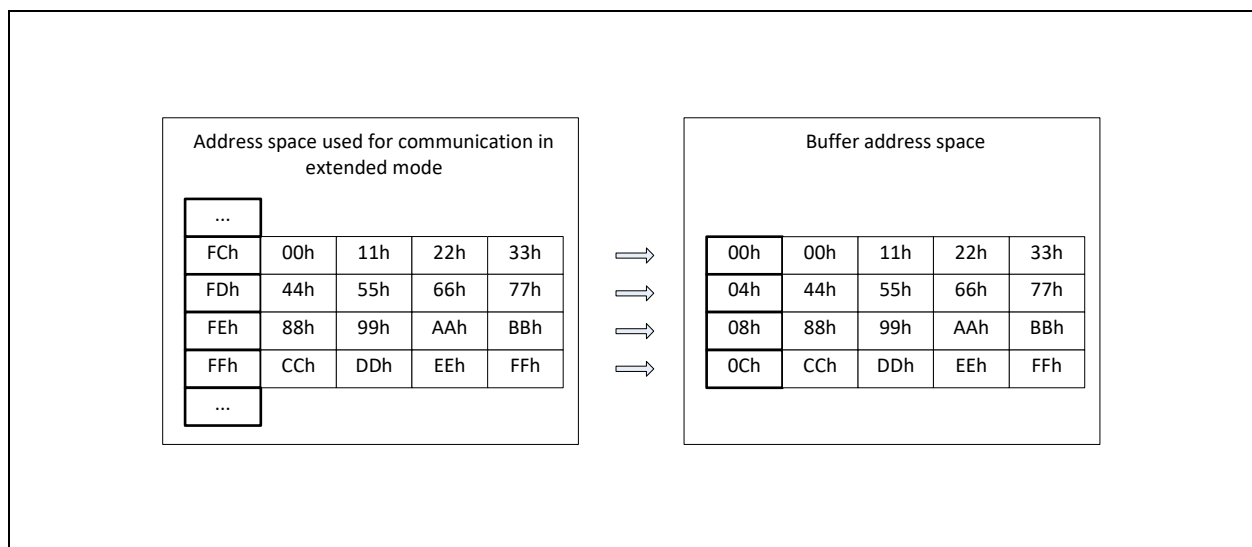 Address space used for communication in
extended mode
...
FCh 00h 11h 22h 33h
FDh 44h 55h 66h 77h
FEh 88h 99h AAh BBh
FFh CCh DDh EEh FFh
...
Buffer address space
00h 00h 11h 22h 33h
04h 44h 55h 66h 77h
08h 88h 99h AAh BBh
0Ch CCh DDh EEh FFh